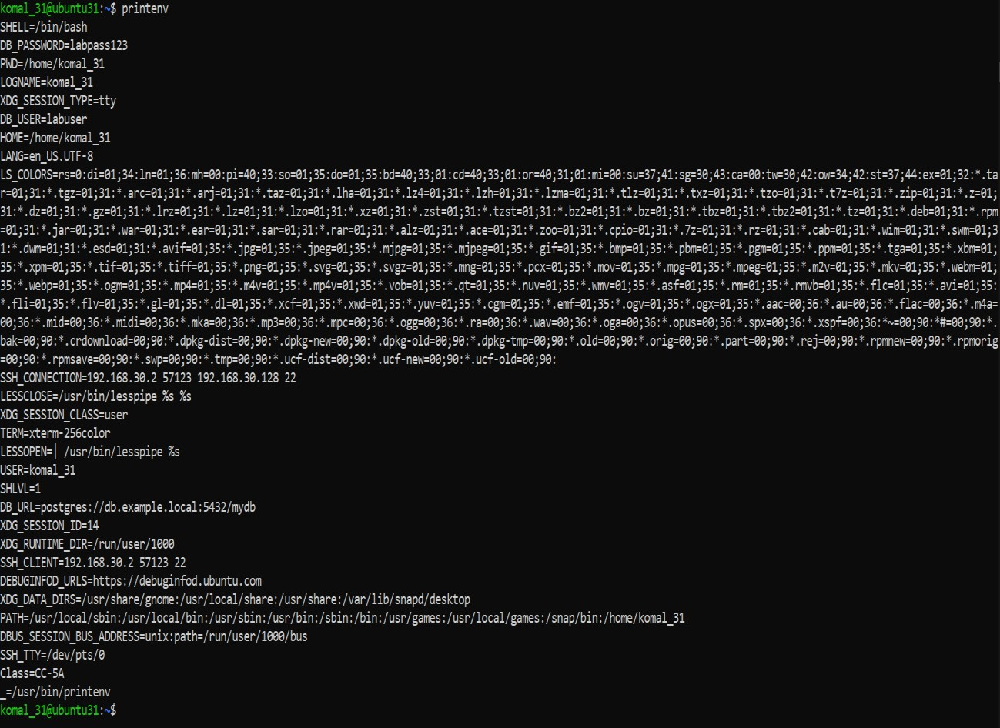 komal_31@ubuntu31:~$ printenv
SHELL=/bin/bash
DB_PASSWORD=labpass123
PWD=/home/komal_31
LOGNAME=komal_31
XDG_SESSION_TYPE=tty
DB_USER=labuser
HOME=/home/komal_31
LANG=en_US.UTF-8
LS_COLORS=rs=0:di=01;34:ln=01;36:mh=00:pi=40;33:so=01;35:do=01;35:bd=40;33;01:cd=40;33;01:or=40;31;01:mi=00:su=37;41:sg=30;43:ca=00:tw=30;42:ow=34;42:st=37;44:ex=01;32:*.ta
r=01;31:*.tgz=01;31:*.arc=01;31:*.arj=01;31:*.taz=01;31:*.lha=01;31:*.lz4=01;31:*.lzh=01;31:*.lzma=01;31:*.tlz=01;31:*.txz=01;31:*.tzo=01;31:*.t7z=01;31:*.zip=01;31:*.z=01;
31:*.dz=01;31:*.gz=01;31:*.lrz=01;31:*.lz=01;31:*.lzo=01;31:*.xz=01;31:*.zst=01;31:*.tzst=01;31:*.bz2=01;31:*.bz=01;31:*.tbz=01;31:*.tbz2=01;31:*.tz=01;31:*.deb=01;31:*.rpm
=01;31:*.jar=01;31:*.war=01;31:*.ear=01;31:*.sar=01;31:*.rar=01;31:*.alz=01;31:*.ace=01;31:*.zoo=01;31:*.cpio=01;31:*.7z=01;31:*.rz=01;31:*.cab=01;31:*.wim=01;31:*.swm=01;3
1:*.dwm=01;31:*.esd=01;31:*.avif=01;35:*.jpg=01;35:*.jpeg=01;35:*.mjpg=01;35:*.mjpeg=01;35:*.gif=01;35:*.bmp=01;35:*.pbm=01;35:*.pgm=01;35:*.ppm=01;35:*.tga=01;35:*.xbm=01;
35:*.xpm=01;35:*.tif=01;35:*.tiff=01;35:*.png=01;35:*.svg=01;35:*.svgz=01;35:*.mng=01;35:*.pcx=01;35:*.mov=01;35:*.mpg=01;35:*.mpeg=01;35:*.m2v=01;35:*.mkv=01;35:*.webm=01;
35:*.webp=01;35:*.ogm=01;35:*.mp4=01;35:*.m4v=01;35:*.mp4v=01;35:*.vob=01;35:*.qt=01;35:*.nuv=01;35:*.wmv=01;35:*.asf=01;35:*.rm=01;35:*.rmvb=01;35:*.flc=01;35:*.avi=01;35:
*.fli=01;35:*.flv=01;35:*.gl=01;35:*.dl=01;35:*.xcf=01;35:*.xwd=01;35:*.yuv=01;35:*.cgm=01;35:*.emf=01;35:*.ogv=01;35:*.ogx=01;35:*.aac=00;36:*.au=00;36:*.flac=00;36:*.m4a=
00;36:*.mid=00;36:*.midi=00;36:*.mka=00;36:*.mp3=00;36:*.mpc=00;36:*.ogg=00;36:*.ra=00;36:*.wav=00;36:*.oga=00;36:*.opus=00;36:*.spx=00;36:*.xspf=00;36:*~=00;90:*#=00;90:*.
bak=00;90:*.crdownload=00;90:*.dpkg-dist=00;90:*.dpkg-new=00;90:*.dpkg-old=00;90:*.dpkg-tmp=00;90:*.old=00;90:*.orig=00;90:*.part=00;90:*.rej=00;90:*.rpmnew=00;90:*.rpmorig
=00;90:*.rpmsave=00;90:*.swp=00;90:*.tmp=00;90:*.ucf-dist=00;90:*.ucf-new=00;90:*.ucf-old=00;90:
SSH_CONNECTION=192.168.30.2 57123 192.168.30.128 22
LESSCLOSE=/usr/bin/lesspipe %s %s
XDG_SESSION_CLASS=user
TERM=xterm-256color
LESSOPEN=| /usr/bin/lesspipe %s
USER=komal_31
SHLVL=1
DB_URL=postgres://db.example.local:5432/mydb
XDG_SESSION_ID=14
XDG_RUNTIME_DIR=/run/user/1000
SSH_CLIENT=192.168.30.2 57123 22
DEBUGINFOD_URLS=https://debuginfod.ubuntu.com
XDG_DATA_DIRS=/usr/share/gnome:/usr/local/share:/usr/share:/var/lib/snapd/desktop
PATH=/usr/local/sbin:/usr/local/bin:/usr/sbin:/usr/bin:/sbin:/bin:/usr/games:/usr/local/games:/snap/bin:/home/komal_31
DBUS_SESSION_BUS_ADDRESS=unix:path=/run/user/1000/bus
SSH_TTY=/dev/pts/0
Class=CC-5A
_=/usr/bin/printenv
komal_31@ubuntu31:~$